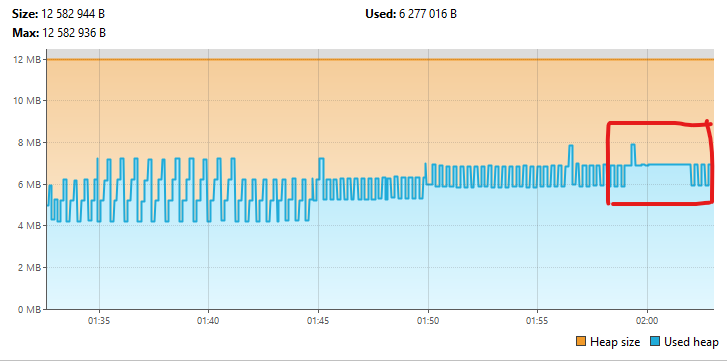 Size: 12 582 944 B Used: 6 277 016 B
Max: 12 582 936 B
12 MB
10 MB
8 MB
6 MB
4 MB
2 MB
0 MB
01:35 01:40 01:45 01:50 01:55 02:00
Heap size Used heap